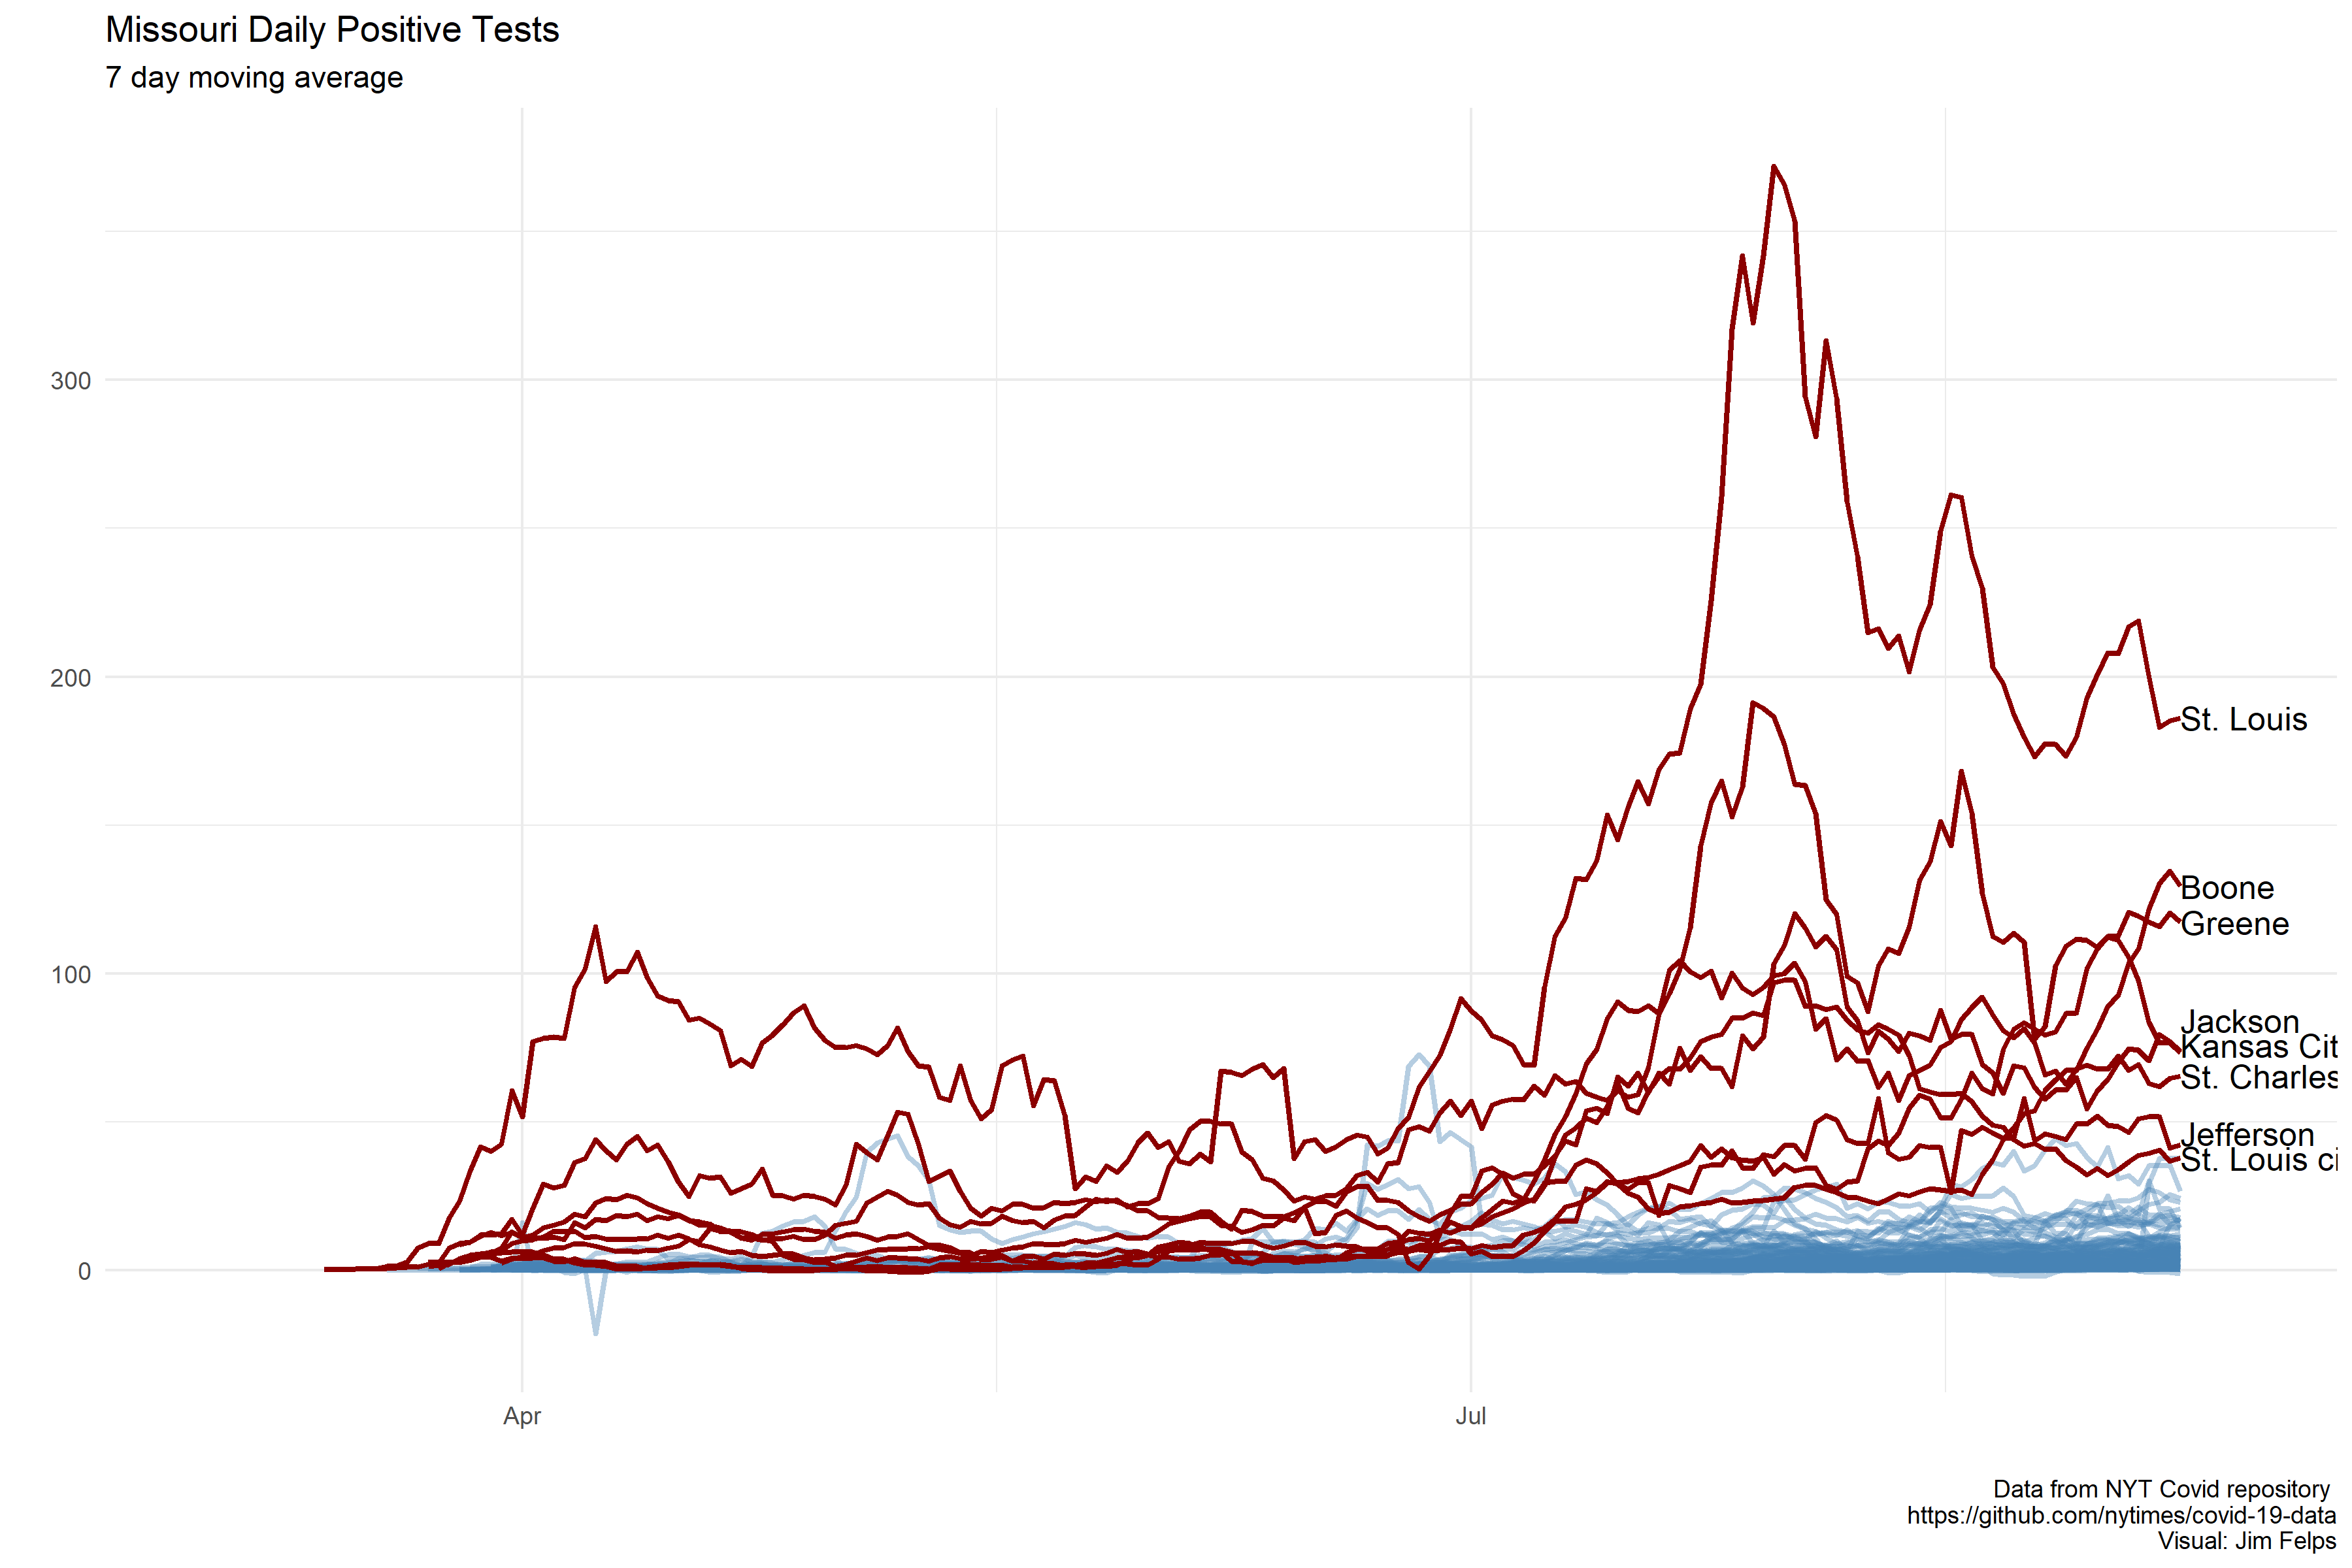 Missouri Daily Positive Tests
7 day moving average
300
200
100
0
St. Louis
Boone
Greene
Jackson
Kansas Cit
St. Charles
Jefferson
St. Louis ci
Apr
Jul
Data from NYT Covid repository
https://github.com/nytimes/covid-19-data
Visual: Jim Felps